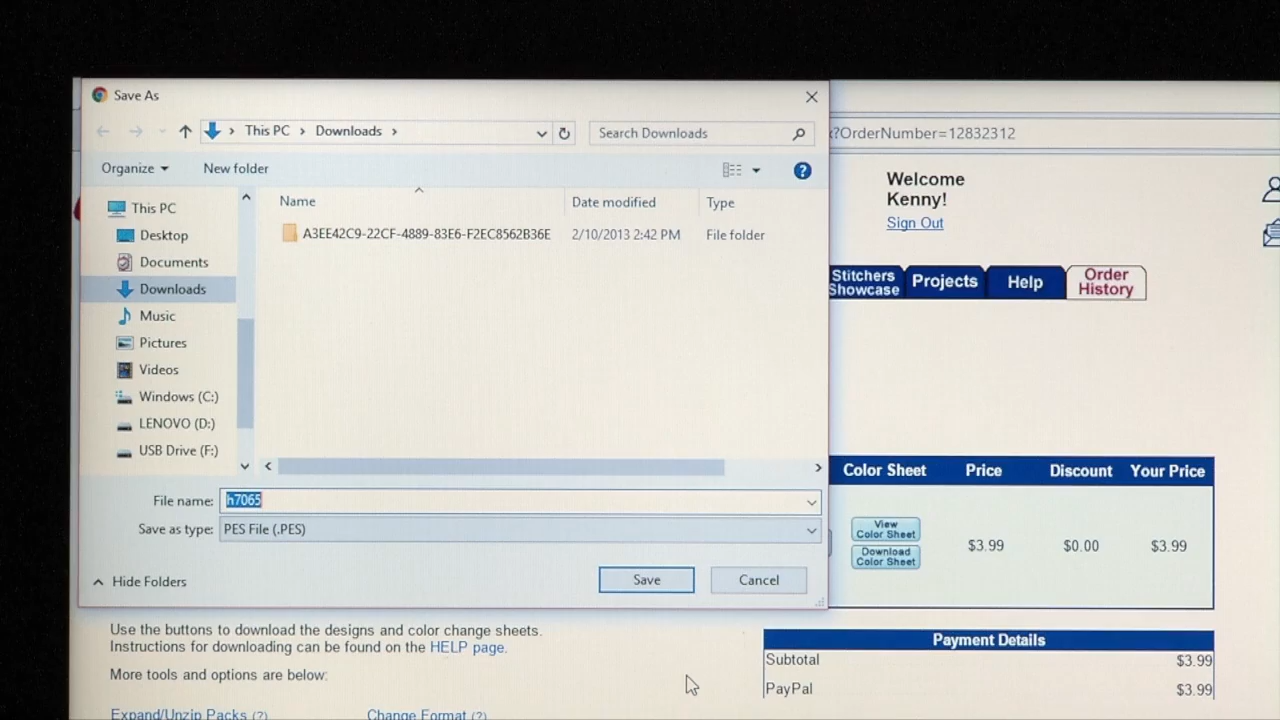 Save As
This PC > Downloads >
Search Downloads
?OrderNumber=12832312
Organize
New folder
Welcome
Kenny!
Sign Out
Name
Date modified
Type
This PC
Desktop
Documents
Downloads
Music
Pictures
Videos
Windows (C:)
LENOVO (D:)
USB Drive (F:)
A3EE42C9-22CF-4889-83E6-F2EC8562B36E
2/10/2013 2:42 PM
File folder
Stitchers
Showcase
Projects
Help
Order
History
File name:
h7065
Save as type:
PES File (.PES)
Hide Folders
Save
Cancel
Color Sheet
Price
Discount
Your Price
View
Color Sheet
Download
Color Sheet
$3.99
$0.00
$3.99
Use the buttons to download the designs and color change sheets.
Instructions for downloading can be found on the HELP page.
More tools and options are below:
Expand/Unzip Packs (?)
Change Format (?)
Payment Details
Subtotal
$3.99
PayPal
$3.99